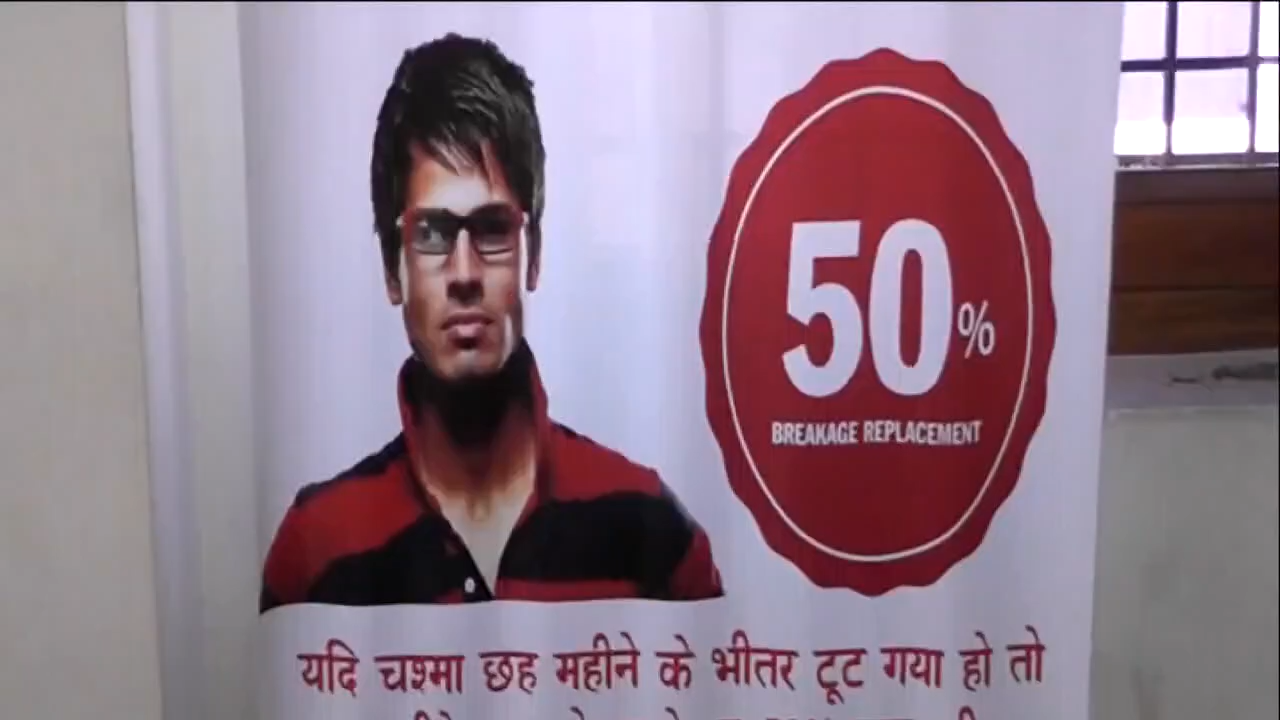 50%
BREAKAGE REPLACEMENT
यदि चश्मा छह महीने के भीतर टूट गया हो तो